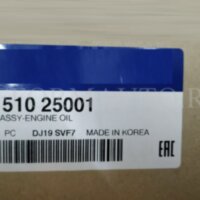 510 25001
ASSY-ENGINE OIL
PC DJ19 SVF7 MADE IN KOREA
EAC